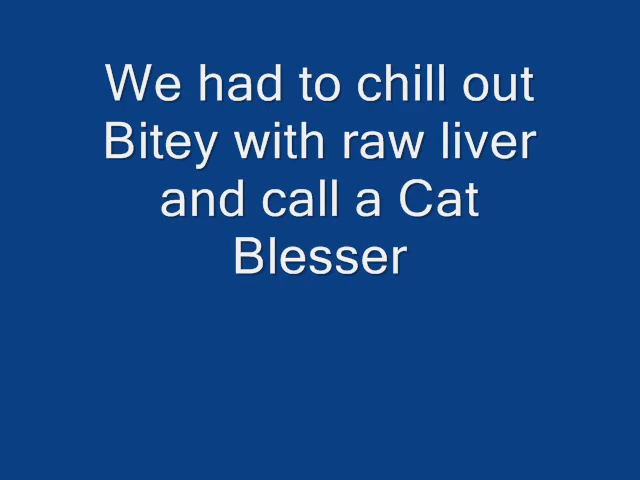 We had to chill out
Bitey with raw liver
and call a Cat
Blesser